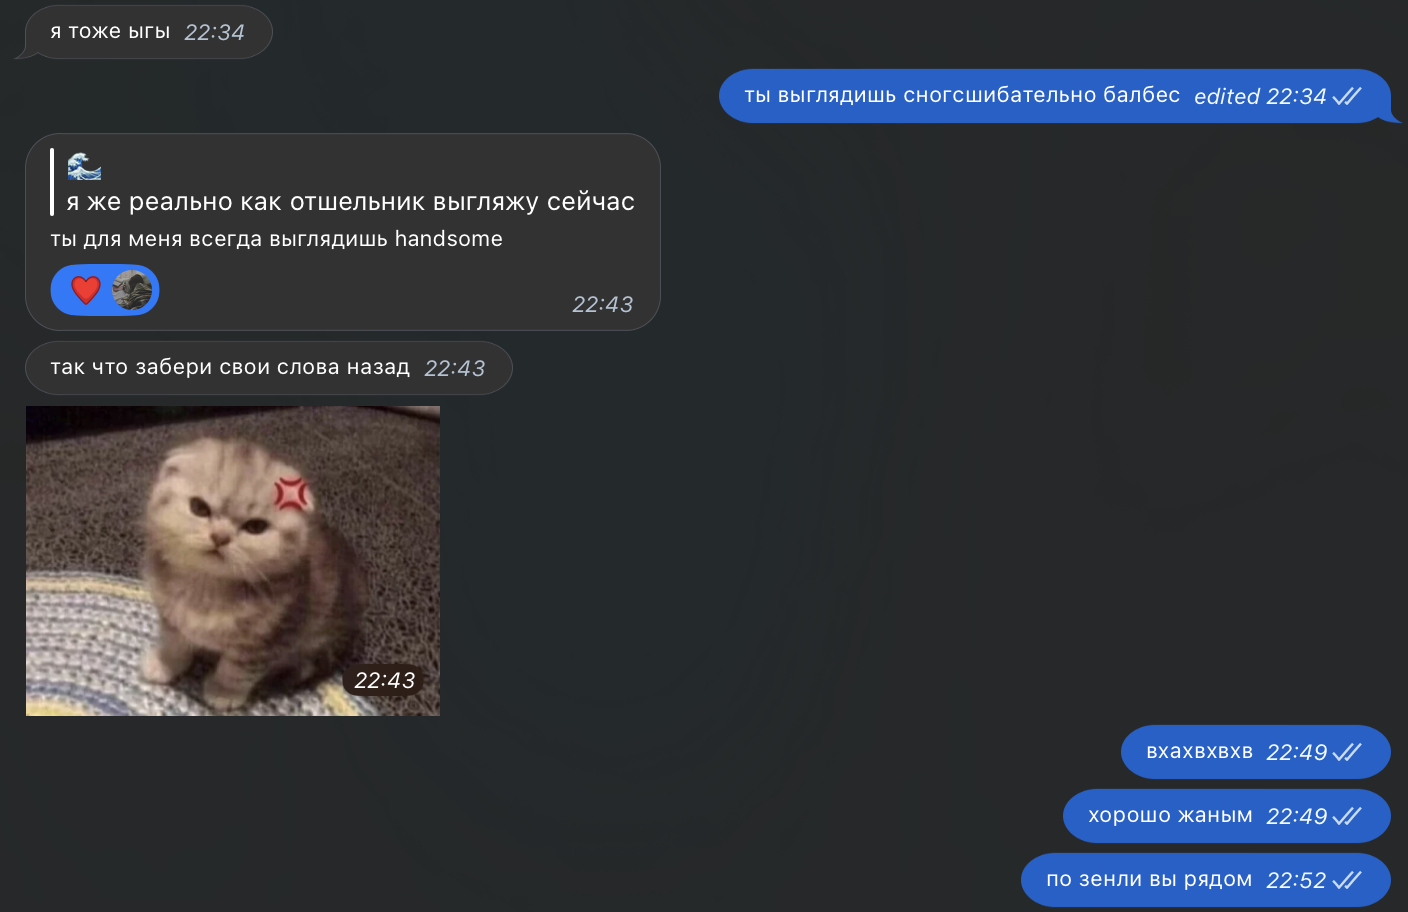 я тоже ыгы 22:34
ты выглядишь сногсшибательно балбес edited 22:34
🌊
я же реально как отшельник выгляжу сейчас
ты для меня всегда выглядишь handsome
❤️ 22:43
так что забери свои слова назад 22:43
22:43
вхахвхвхв 22:49
хорошо жаным 22:49
по зенли вы рядом 22:52